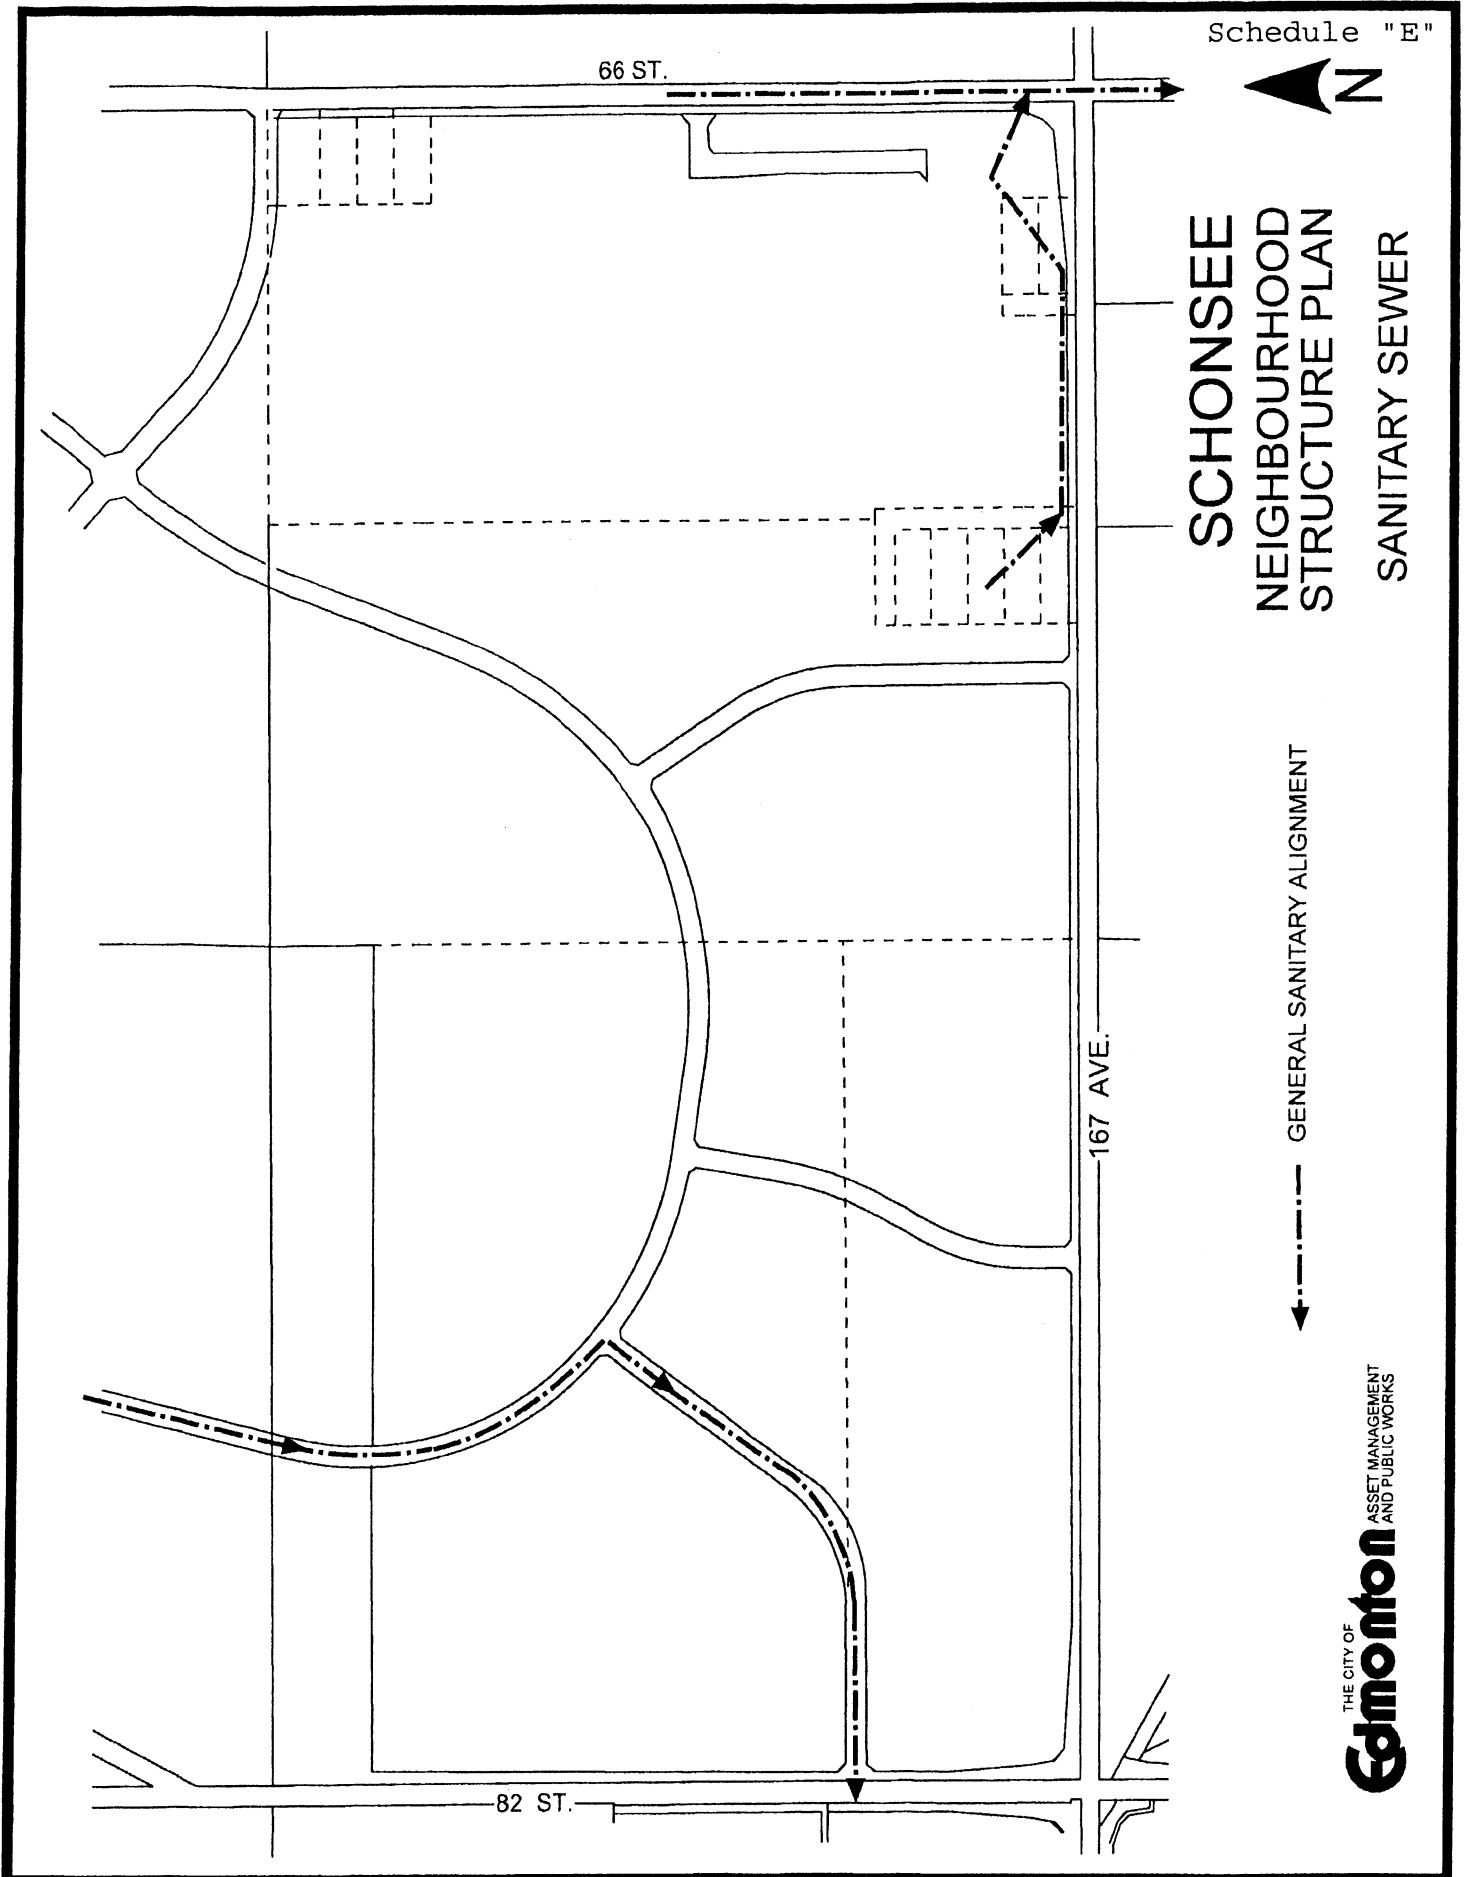 Schedule "E"
66 ST.
N
SCHONSEE
NEIGHBOURHOOD
STRUCTURE PLAN
SANITARY SEWER
GENERAL SANITARY ALIGNMENT
167 AVE.
82 ST.
THE CITY OF
Edmonton
ASSET MANAGEMENT
AND PUBLIC WORKS